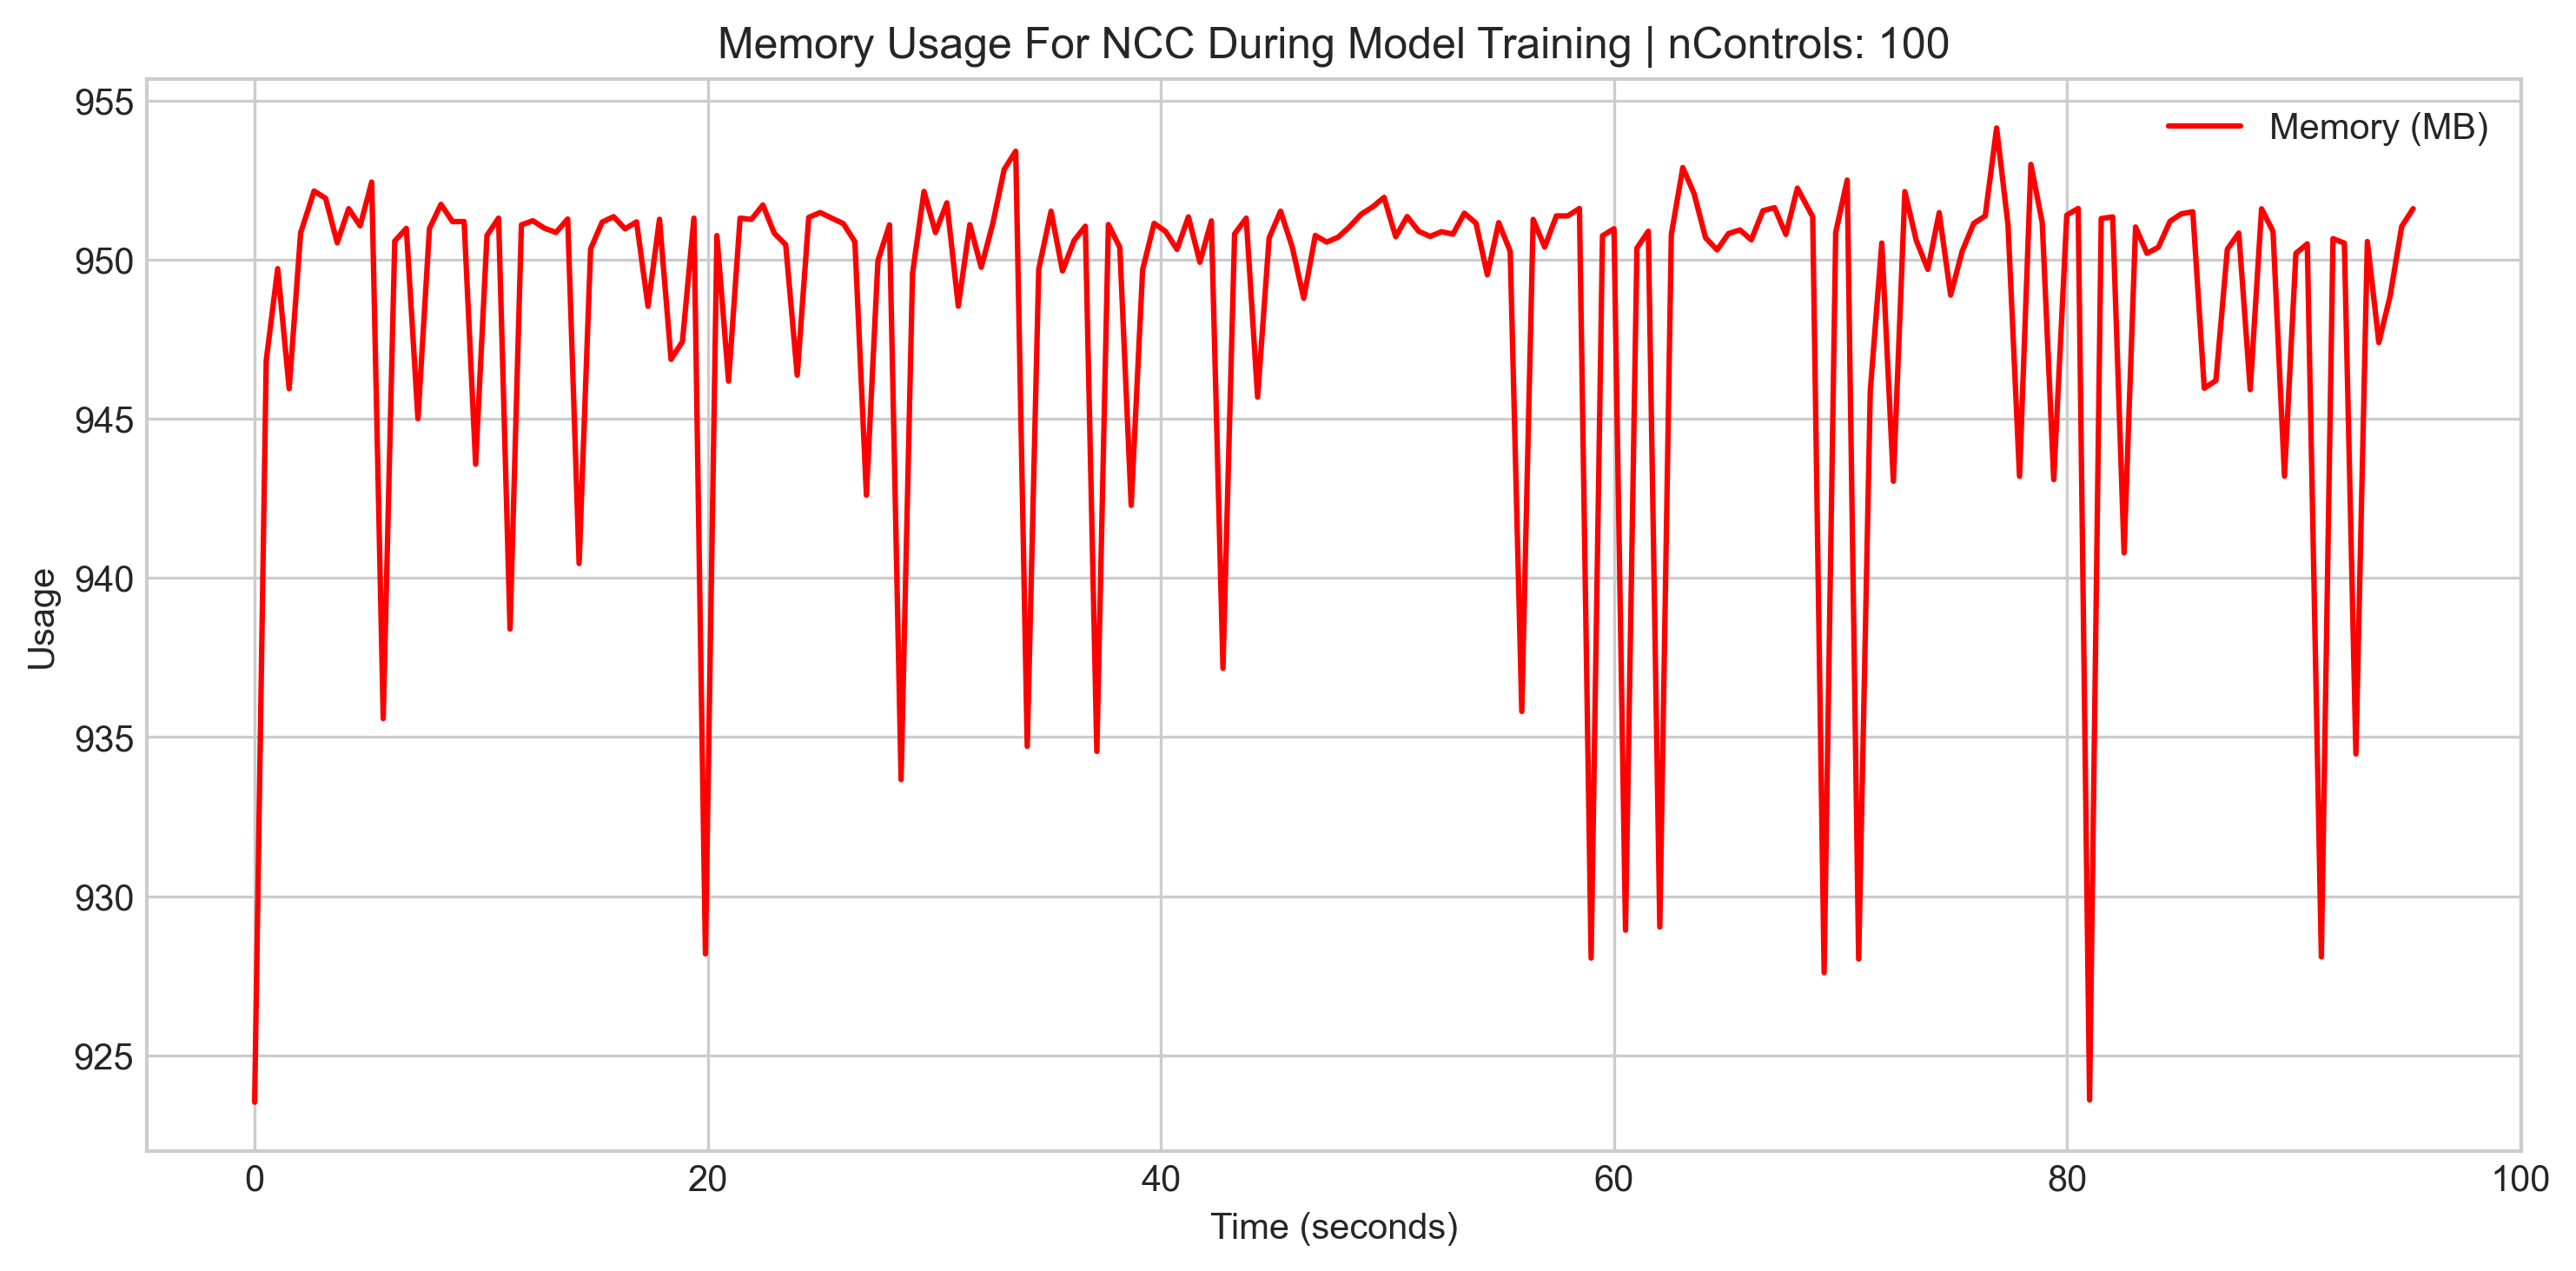 Memory Usage For NCC During Model Training | nControls: 100
955
950
945
940
935
930
925
Usage
Memory (MB)
0 20 40 60 80 100
Time (seconds)